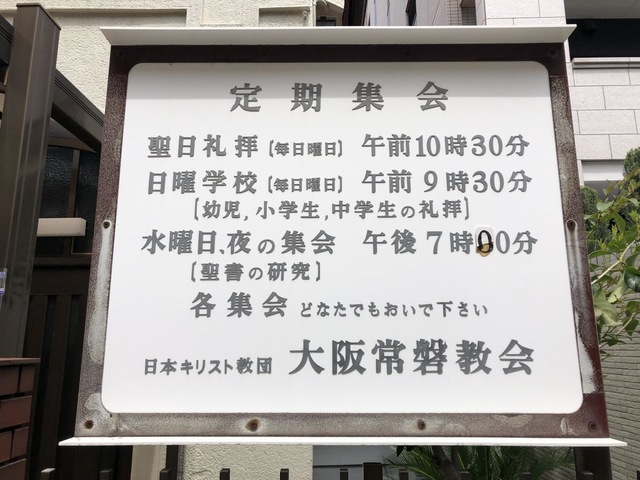 定期集会
聖日礼拝［毎日曜日］ 午前10時30分
日曜学校［毎日曜日］ 午前9時30分
［幼児,小学生,中学生の礼拝］
水曜日、夜の集会 午後7時00分
［聖書の研究］
各集会 どなたでもおいで下さい
日本キリスト教団 大阪常磐教会